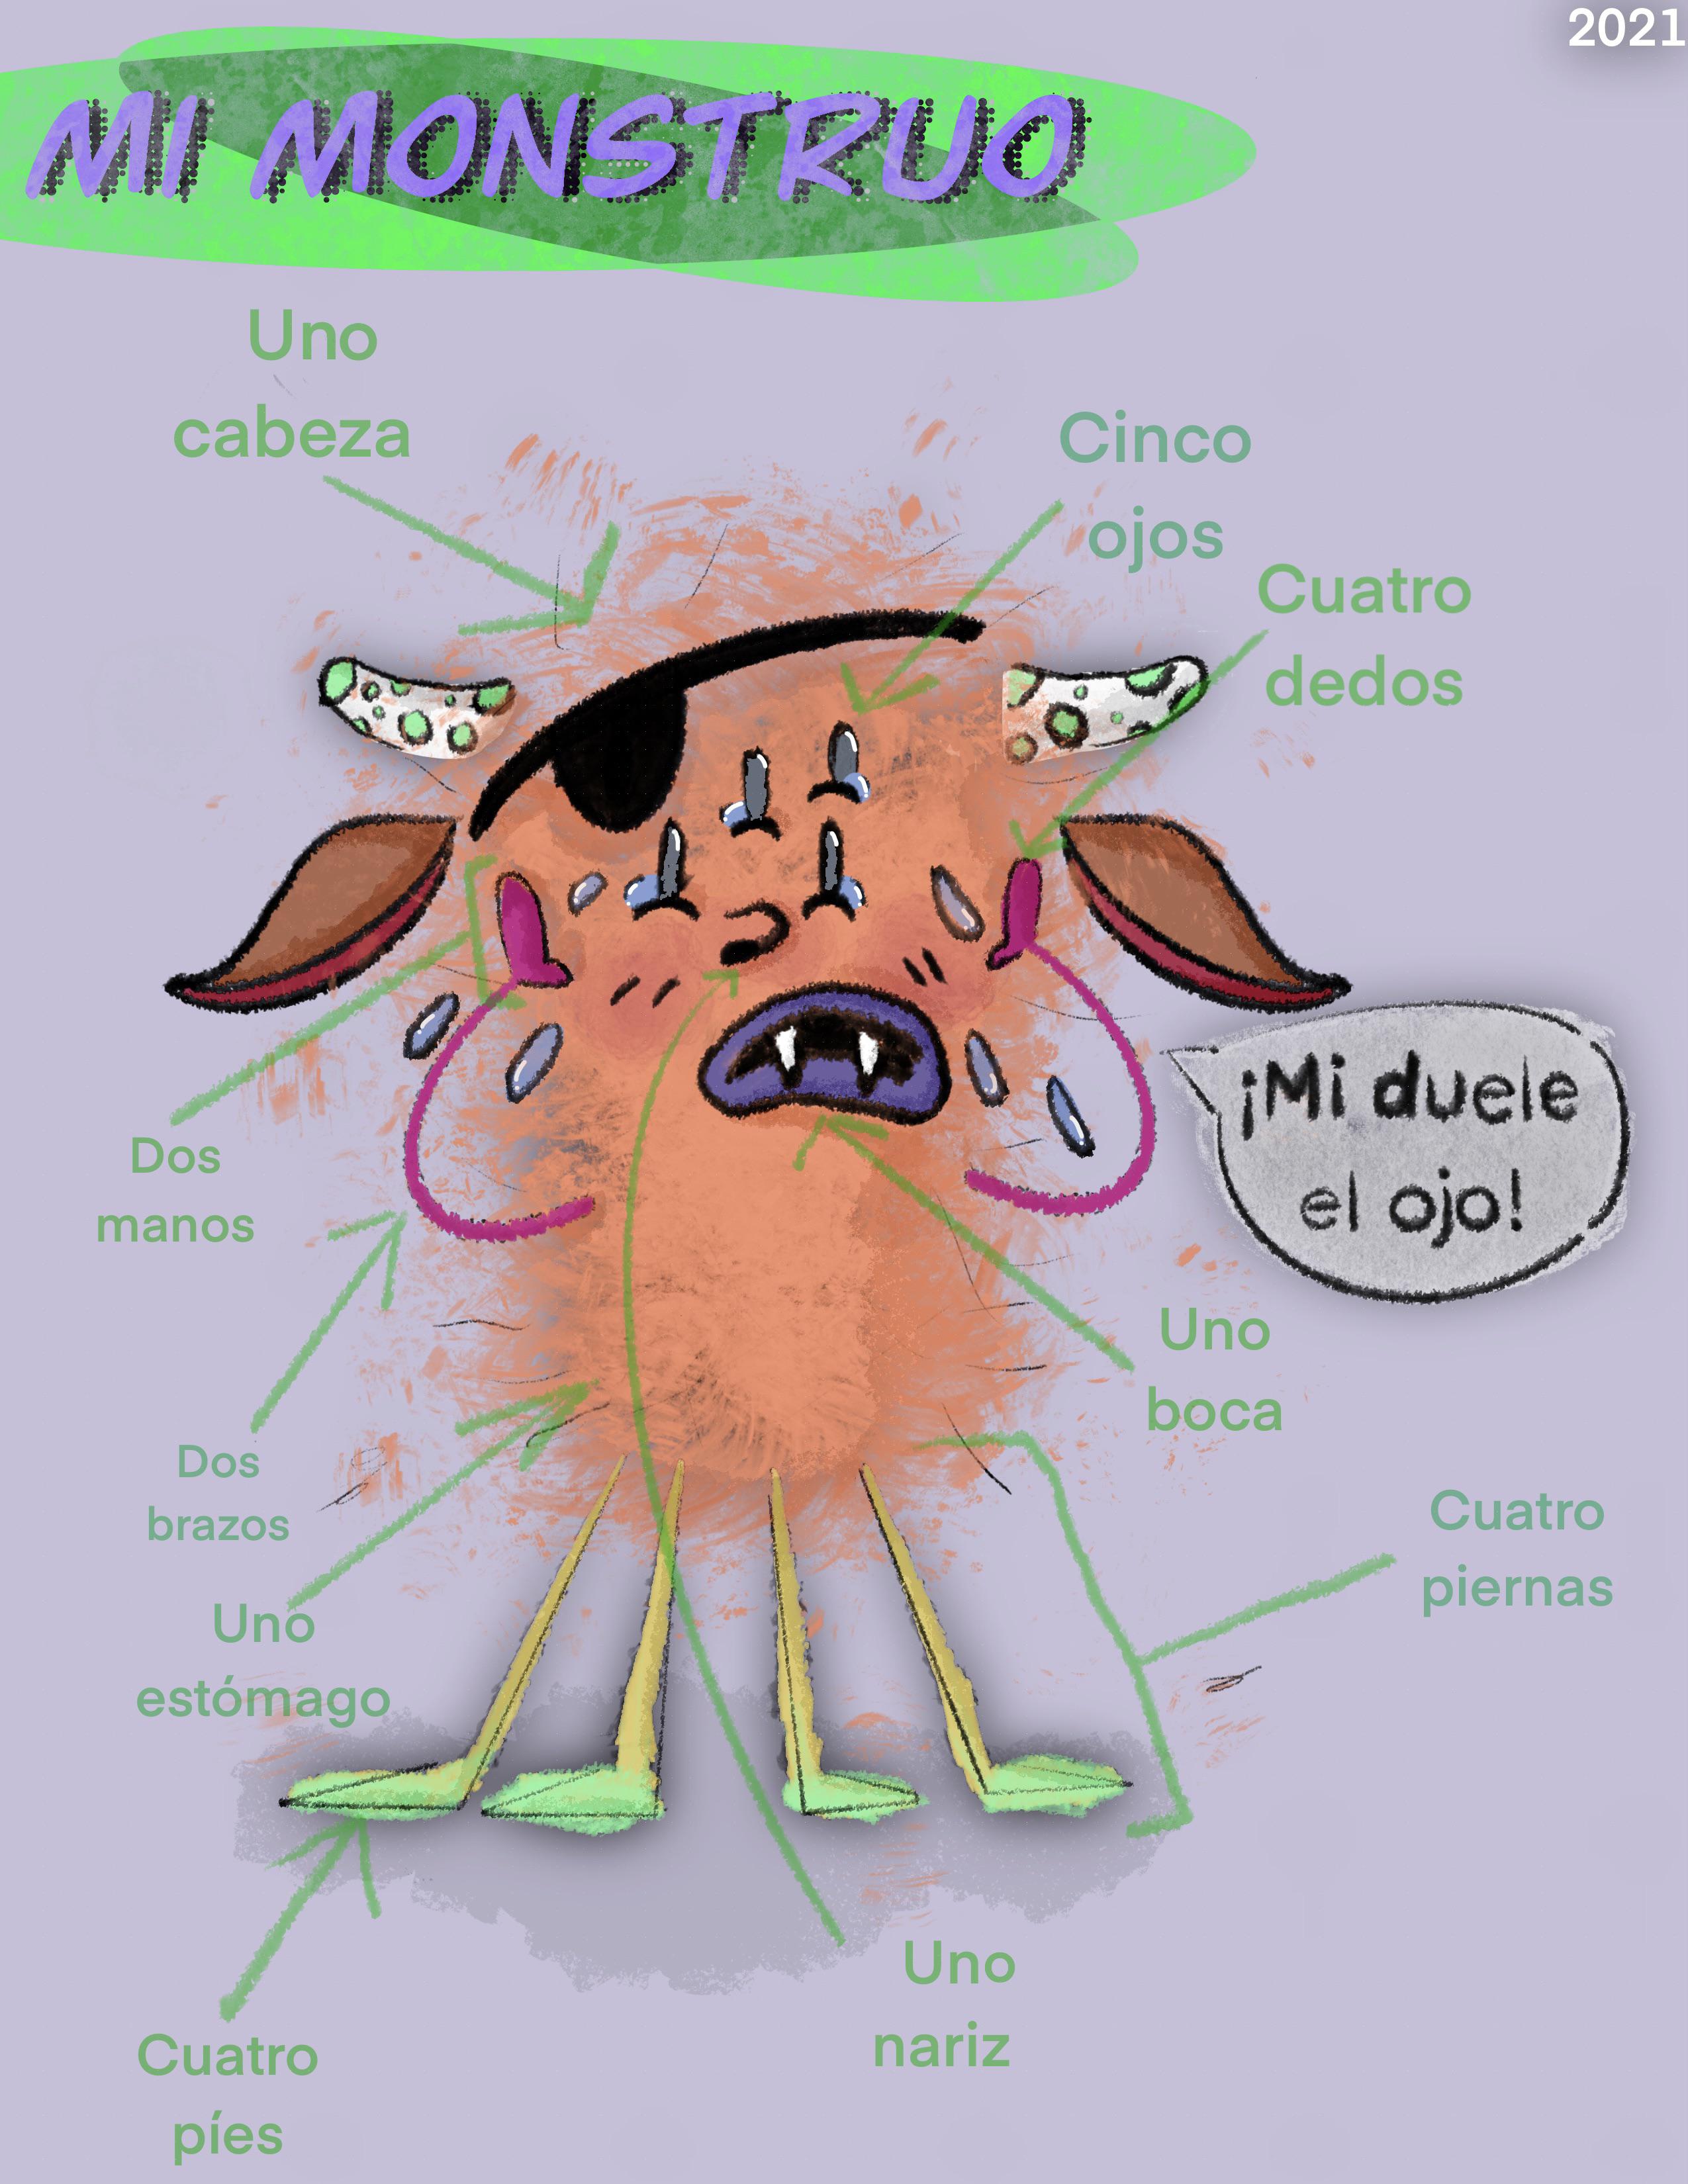 2021
MI MONSTRUO
Uno
cabeza
Cinco
ojos
Cuatro
dedos
¡Mi duele
el ojo!
Dos
manos
Uno
boca
Dos
brazos
Cuatro
piernas
Uno
estómago
Uno
nariz
Cuatro
píes